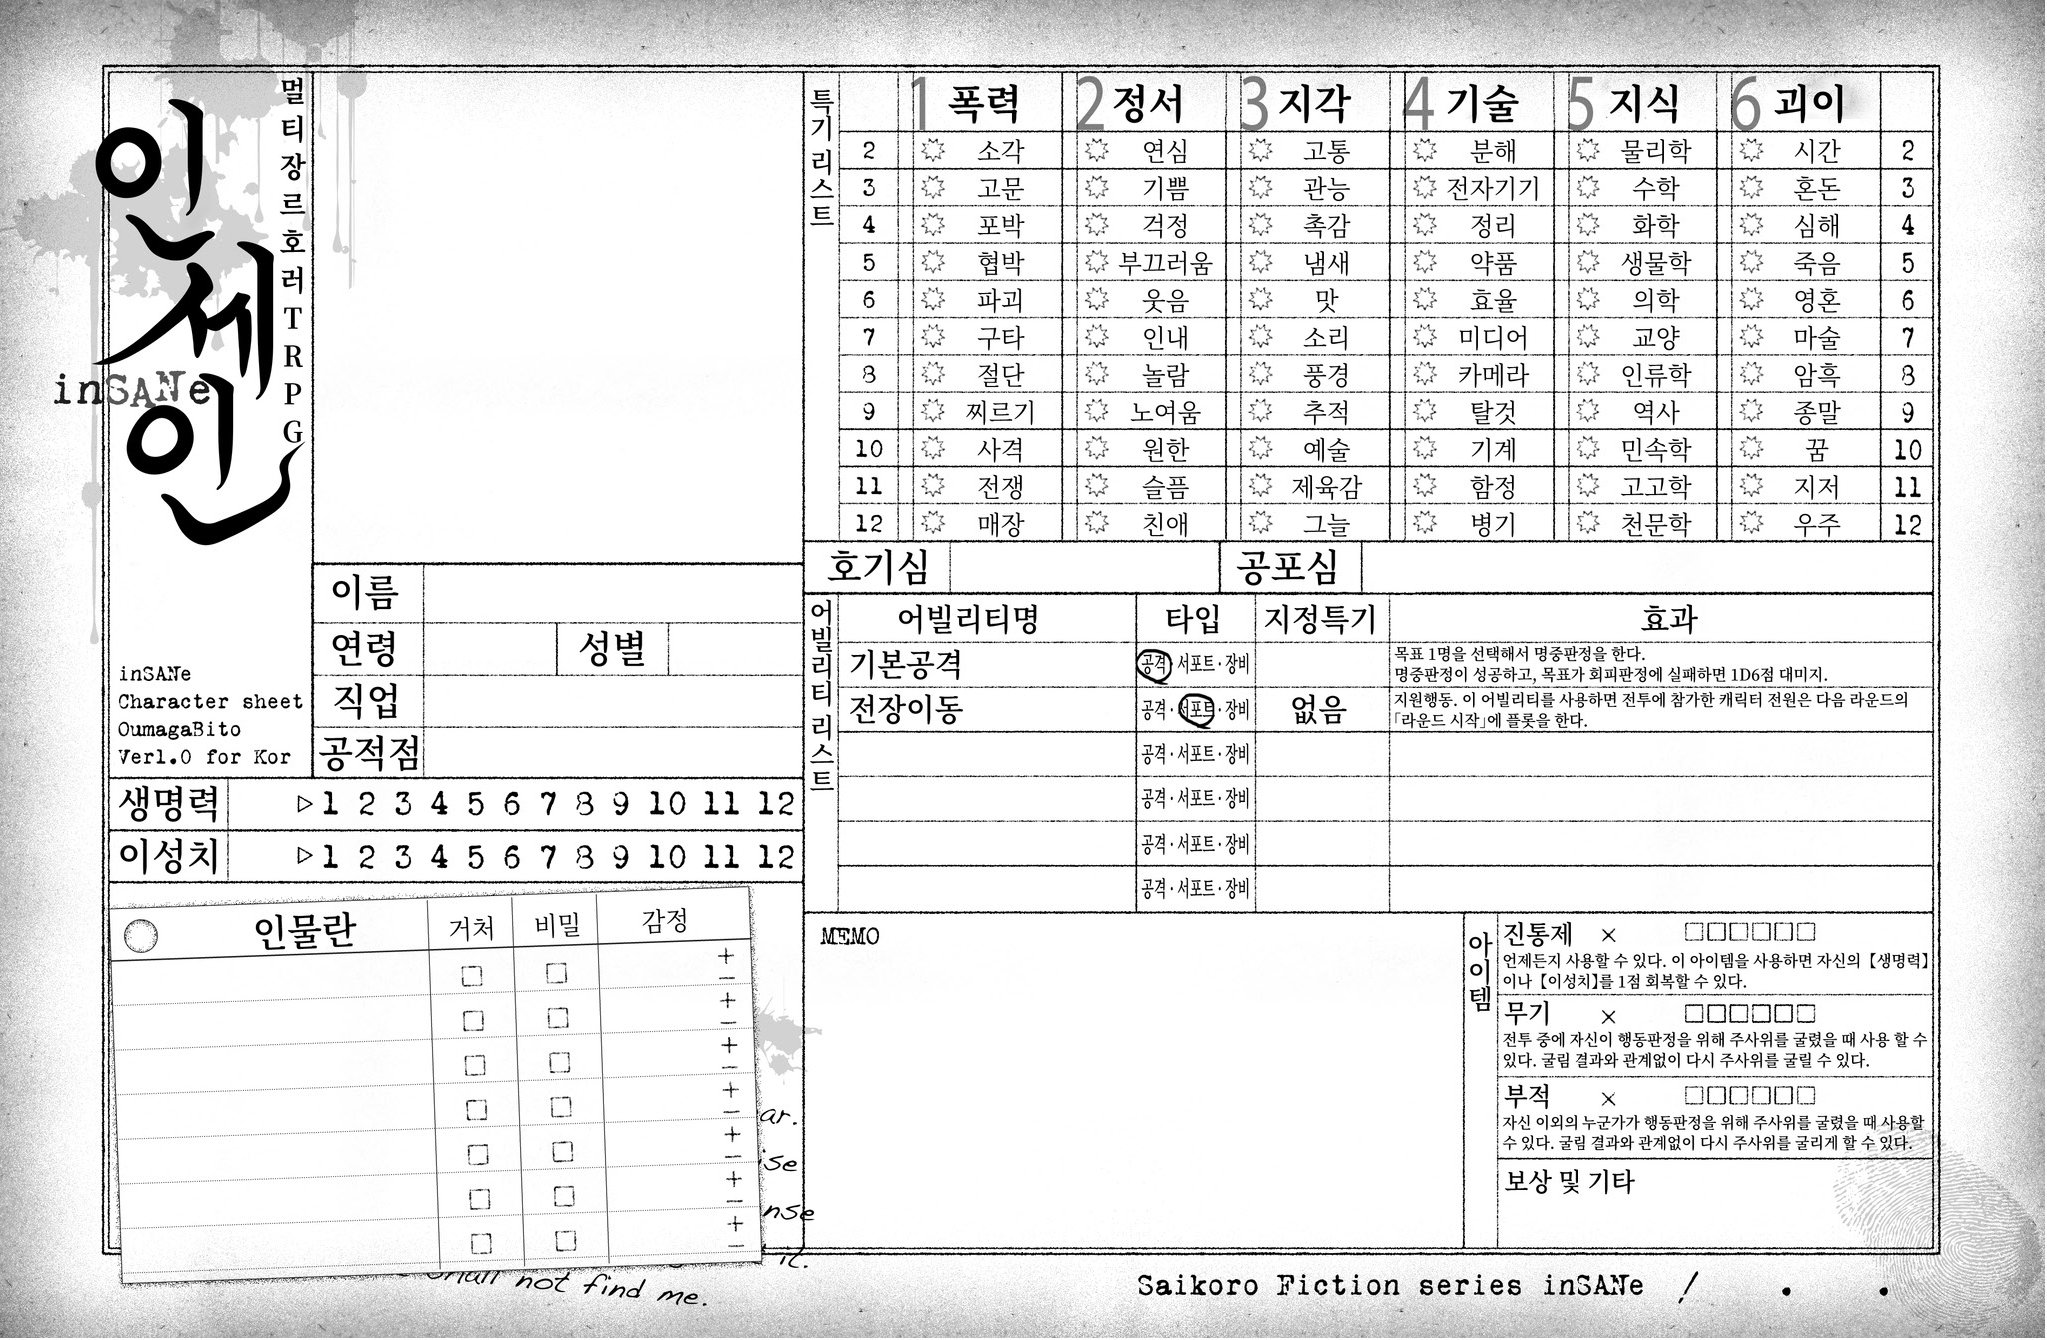 인세인
inSANe
멀티장르호러TRPG
inSANe
Character sheet
OumagaBito
Ver1.0 for Kor
이름
연령 성별
직업
공적점
생명력 ▷1 2 3 4 5 6 7 8 9 10 11 12
이성치 ▷1 2 3 4 5 6 7 8 9 10 11 12
인물란 거처 비밀 감정
+
−
+
−
+
−
+
−
+
−
+
−
+
−
ar.
ise
nse
it.
shall not find me.
특기 리스트
1 폭력 2 정서 3 지각 4 기술 5 지식 6 괴이
2 소각 연심 고통 분해 물리학 시간 2
3 고문 기쁨 관능 전자기기 수학 혼돈 3
4 포박 걱정 촉감 정리 화학 심해 4
5 협박 부끄러움 냄새 약품 생물학 죽음 5
6 파괴 웃음 맛 효율 의학 영혼 6
7 구타 인내 소리 미디어 교양 마술 7
8 절단 놀람 풍경 카메라 인류학 암흑 8
9 찌르기 노여움 추적 탈것 역사 종말 9
10 사격 원한 예술 기계 민속학 꿈 10
11 전쟁 슬픔 제육감 함정 고고학 지저 11
12 매장 친애 그늘 병기 천문학 우주 12
호기심 공포심
어빌리티 리스트
어빌리티명 타입 지정특기 효과
기본공격 공격·서포트·장비 목표 1명을 선택해서 명중판정을 한다.
명중판정이 성공하고, 목표가 회피판정에 실패하면 1D6점 대미지.
전장이동 공격·서포트·장비 없음 지원행동. 이 어빌리티를 사용하면 전투에 참가한 캐릭터 전원은 다음 라운드의
「라운드 시작」에 플롯을 한다.
공격·서포트·장비
공격·서포트·장비
공격·서포트·장비
공격·서포트·장비
MEMO
아이템
진통제 × □□□□□□
언제든지 사용할 수 있다. 이 아이템을 사용하면 자신의 【생명력】
이나 【이성치】를 1점 회복할 수 있다.
무기 × □□□□□□
전투 중에 자신이 행동판정을 위해 주사위를 굴렸을 때 사용 할 수
있다. 굴림 결과와 관계없이 다시 주사위를 굴릴 수 있다.
부적 × □□□□□□
자신 이외의 누군가가 행동판정을 위해 주사위를 굴렸을 때 사용할
수 있다. 굴림 결과와 관계없이 다시 주사위를 굴리게 할 수 있다.
보상 및 기타
Saikoro Fiction series inSANe / . .